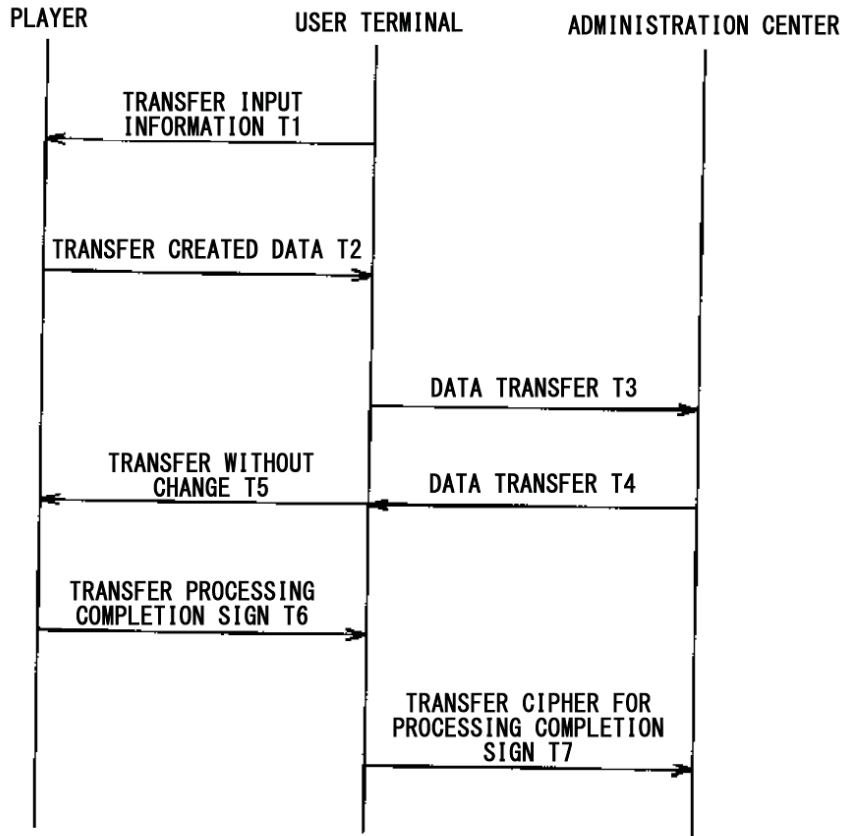 PLAYER
USER TERMINAL
ADMINISTRATION CENTER
TRANSFER INPUT
INFORMATION T1
TRANSFER CREATED DATA T2
DATA TRANSFER T3
TRANSFER WITHOUT
CHANGE T5
DATA TRANSFER T4
TRANSFER PROCESSING
COMPLETION SIGN T6
TRANSFER CIPHER FOR
PROCESSING COMPLETION
SIGN T7